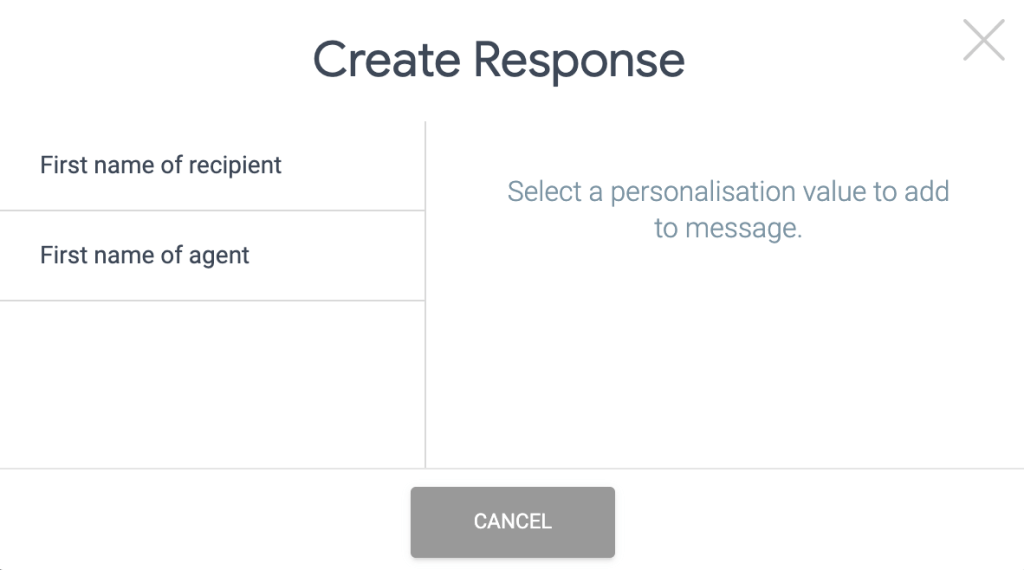 Create Response
First name of recipient
First name of agent
Select a personalisation value to add
to message.
CANCEL